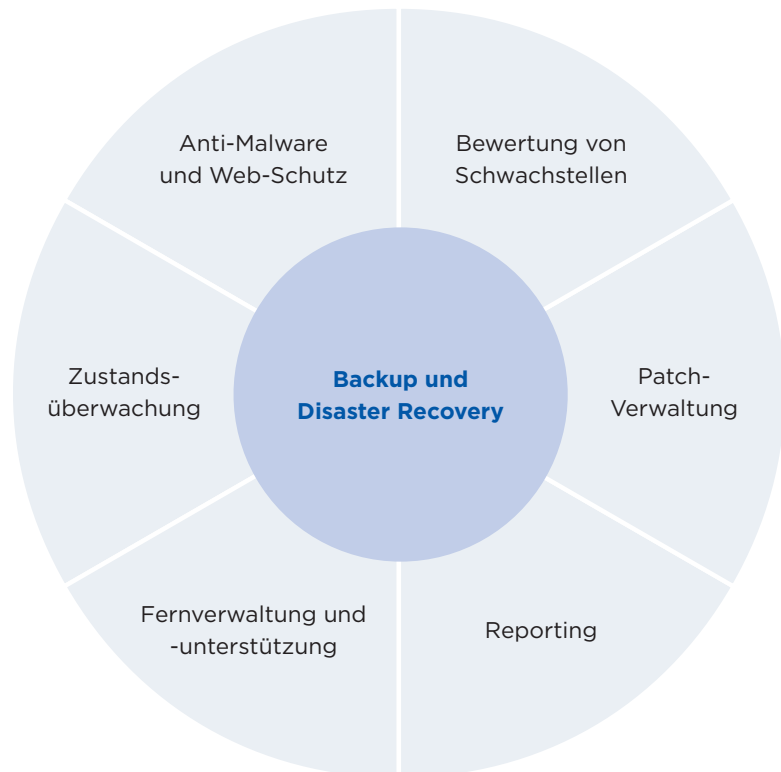 Anti-Malware
und Web-Schutz
Bewertung von
Schwachstellen
Zustands-
überwachung
Backup und
Disaster Recovery
Patch-
Verwaltung
Fernverwaltung und
-unterstützung
Reporting